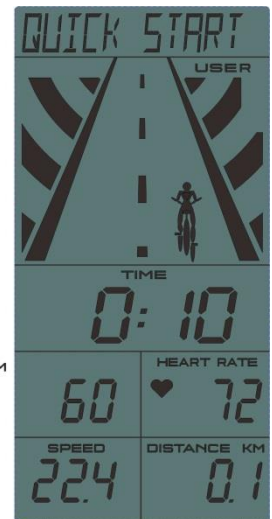 QUICK START
USER
TIME
0:10
M
HEART RATE
60
72
SPEED
DISTANCE KM
22.4
0.1